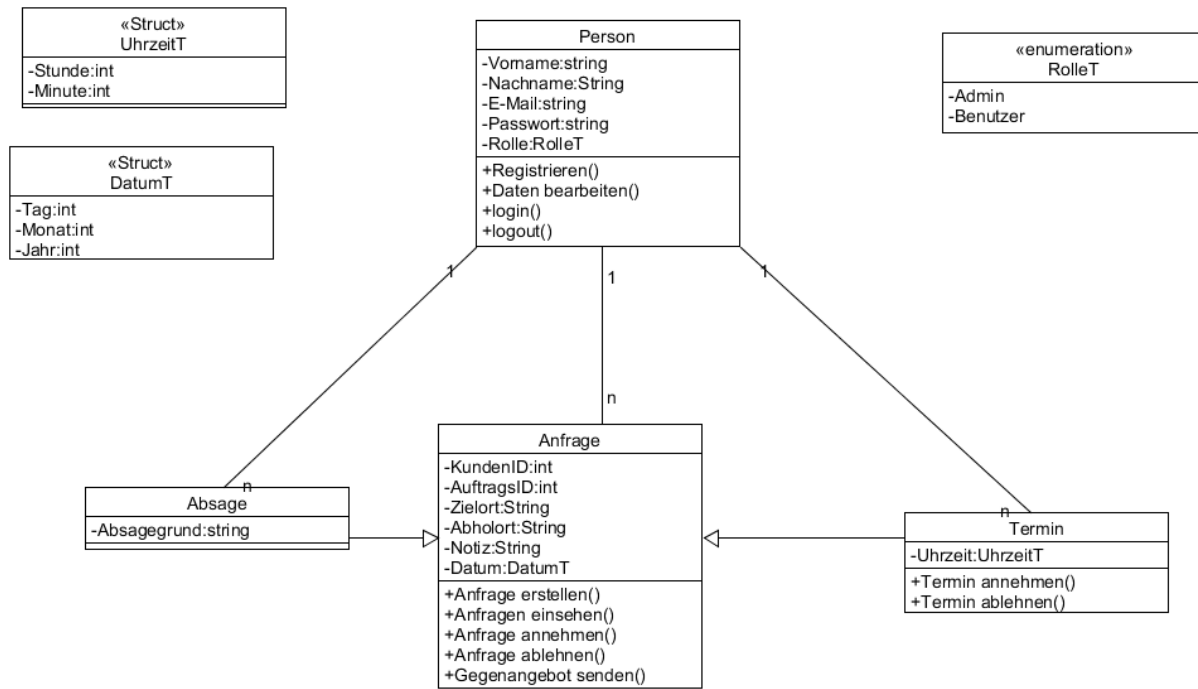 «Struct»
UhrzeitT
-Stunde:int
-Minute:int
«Struct»
DatumT
-Tag:int
-Monat:int
-Jahr:int
Person
-Vorname:string
-Nachname:String
-E-Mail:string
-Passwort:string
-Rolle:RolleT
+Registrieren()
+Daten bearbeiten()
+login()
+logout()
«enumeration»
RolleT
-Admin
-Benutzer
1
1
1
n
n
n
Absage
-Absagegrund:string
Anfrage
-KundenID:int
-AuftragsID:int
-Zielort:String
-Abholort:String
-Notiz:String
-Datum:DatumT
+Anfrage erstellen()
+Anfragen einsehen()
+Anfrage annehmen()
+Anfrage ablehnen()
+Gegenangebot senden()
Termin
-Uhrzeit:UhrzeitT
+Termin annehmen()
+Termin ablehnen()